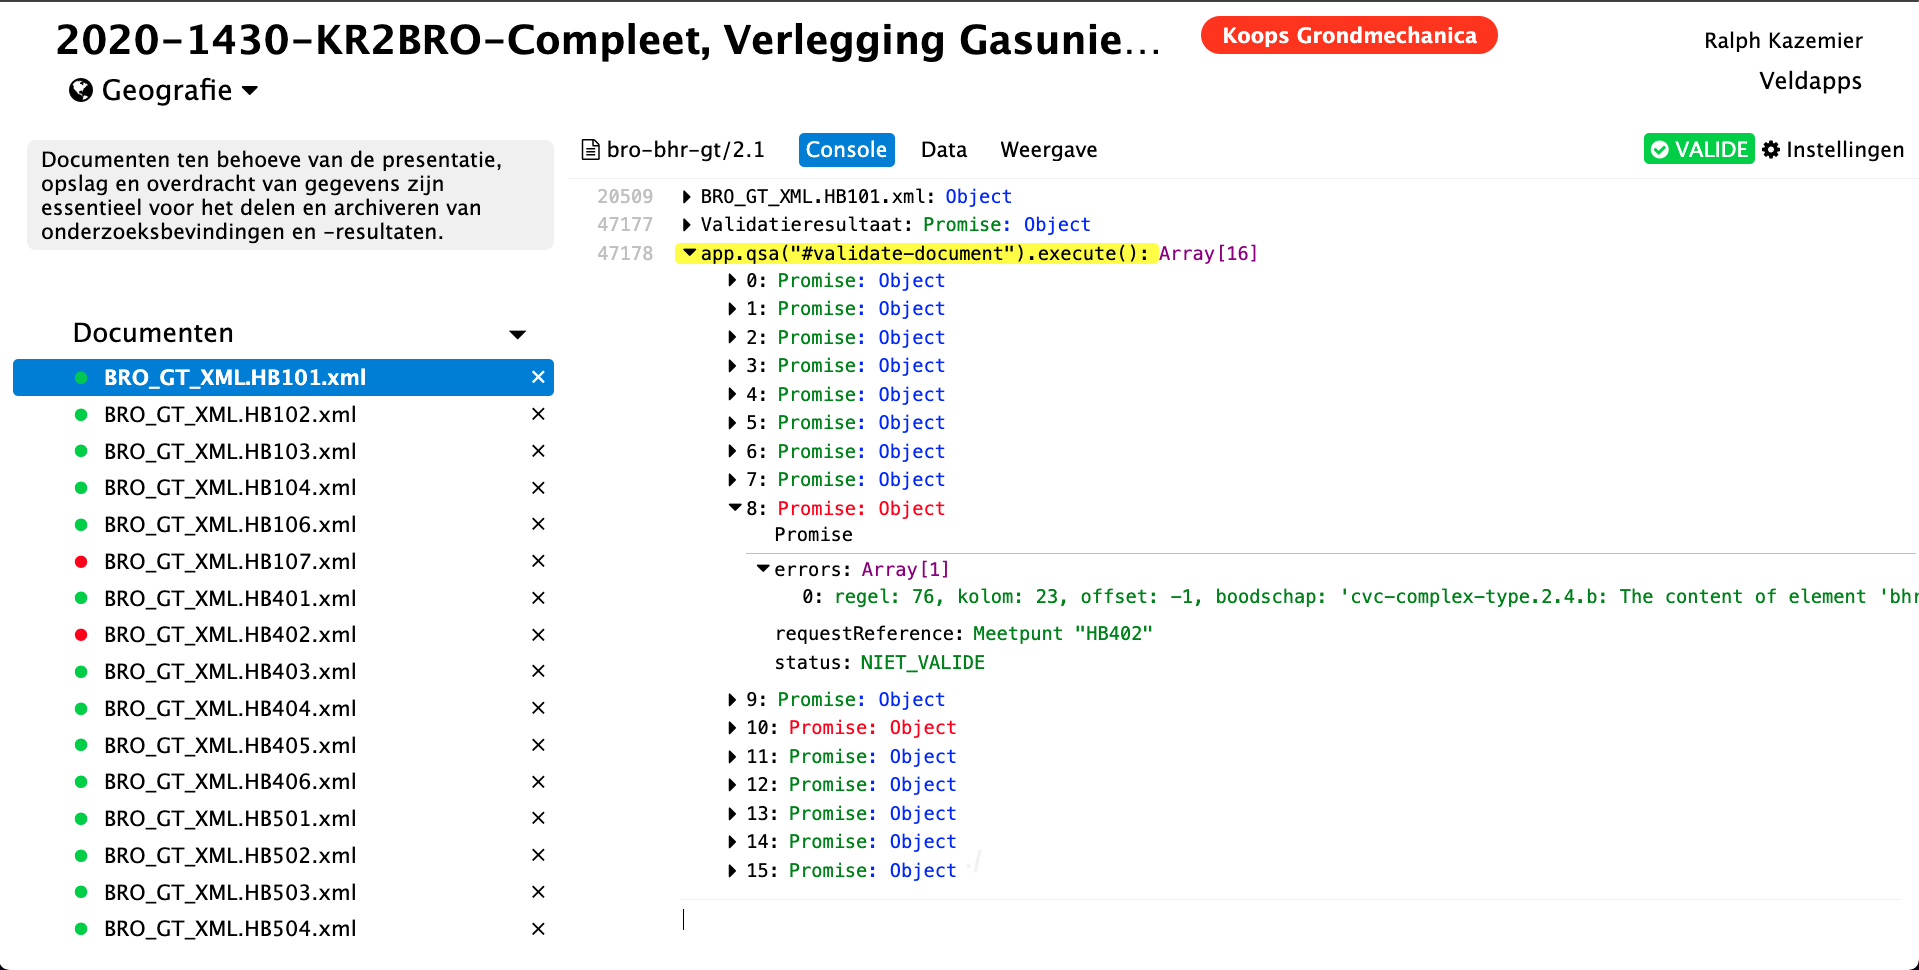 2020-1430-KR2BRO-Compleet, Verlegging Gasunie...
Koops Grondmechanica
Ralph Kazemier
Veldapps
Geografie
Documenten ten behoeve van de presentatie,
opslag en overdracht van gegevens zijn
essentieel voor het delen en archiveren van
onderzoeksbevindingen en -resultaten.
Documenten
BRO_GT_XML.HB101.xml ×
BRO_GT_XML.HB102.xml ×
BRO_GT_XML.HB103.xml ×
BRO_GT_XML.HB104.xml ×
BRO_GT_XML.HB106.xml ×
BRO_GT_XML.HB107.xml ×
BRO_GT_XML.HB401.xml ×
BRO_GT_XML.HB402.xml ×
BRO_GT_XML.HB403.xml ×
BRO_GT_XML.HB404.xml ×
BRO_GT_XML.HB405.xml ×
BRO_GT_XML.HB406.xml ×
BRO_GT_XML.HB501.xml ×
BRO_GT_XML.HB502.xml ×
BRO_GT_XML.HB503.xml ×
BRO_GT_XML.HB504.xml ×
bro-bhr-gt/2.1 Console Data Weergave VALIDE Instellingen
20509 BRO_GT_XML.HB101.xml: Object
47177 Validatieresultaat: Promise: Object
47178 app.qsa("#validate-document").execute(): Array[16]
0: Promise: Object
1: Promise: Object
2: Promise: Object
3: Promise: Object
4: Promise: Object
5: Promise: Object
6: Promise: Object
7: Promise: Object
8: Promise: Object
Promise
errors: Array[1]
0: regel: 76, kolom: 23, offset: -1, boodschap: 'cvc-complex-type.2.4.b: The content of element 'bhr
requestReference: Meetpunt "HB402"
status: NIET_VALIDE
9: Promise: Object
10: Promise: Object
11: Promise: Object
12: Promise: Object
13: Promise: Object
14: Promise: Object
15: Promise: Object